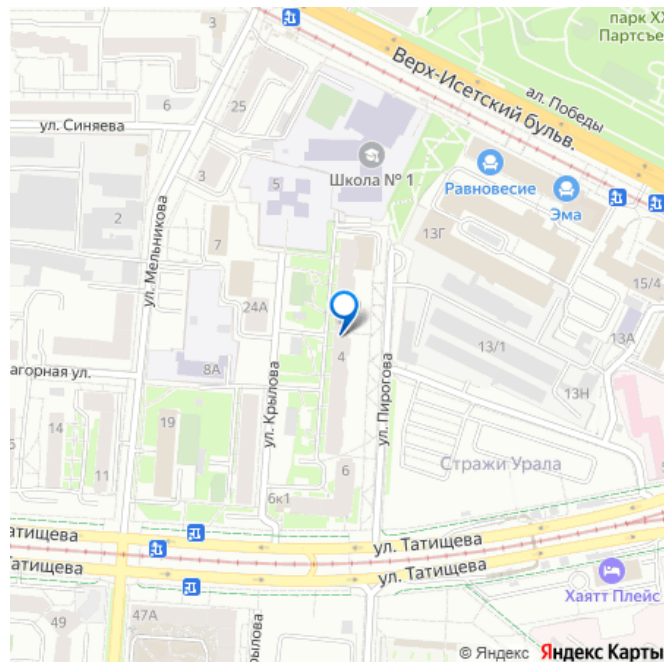 парк XX
Партсъе
Верх-Исетский бульв.
ал. Победы
25
6
ул. Синяева
Школа № 1
3
5
Равновесие
Эма
2
ул. Мельникова
7
13Г
15/4
24А
13А
4
13/1
8А
агорная ул.
ул. Крылова
ул. Пирогова
13Н
14
19
11
6
Стражи Урала
6к1
атищева
ул. Татищева
атищева
ул. Татищева
Хаятт Плейс
47А
49
рылова
© Яндекс Яндекс Карты